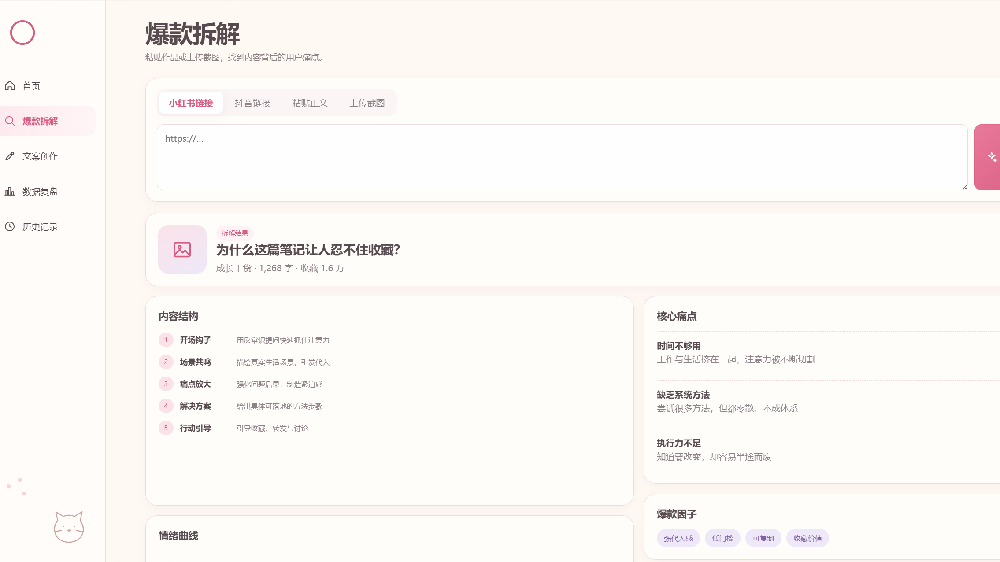 爆款拆解
粘贴作品或上传截图，找到内容背后的用户痛点。
首页
爆款拆解
文案创作
数据复盘
历史记录
小红书链接
抖音链接
粘贴正文
上传截图
https://...
拆解结果
为什么这篇笔记让人忍不住收藏？
成长干货 · 1,268 字 · 收藏 1.6 万
内容结构
1 开场钩子 用反常识提问快速抓住注意力
2 场景共鸣 描绘真实生活场景，引发代入
3 痛点放大 强化问题后果，制造紧迫感
4 解决方案 给出具体可落地的方法步骤
5 行动引导 引导收藏、转发与讨论
情绪曲线
核心痛点
时间不够用
工作与生活挤在一起，注意力被不断切割
缺乏系统方法
尝试很多方法，但都零散、不成体系
执行力不足
知道要改变，却容易半途而废
爆款因子
强代入感
低门槛
可复制
收藏价值